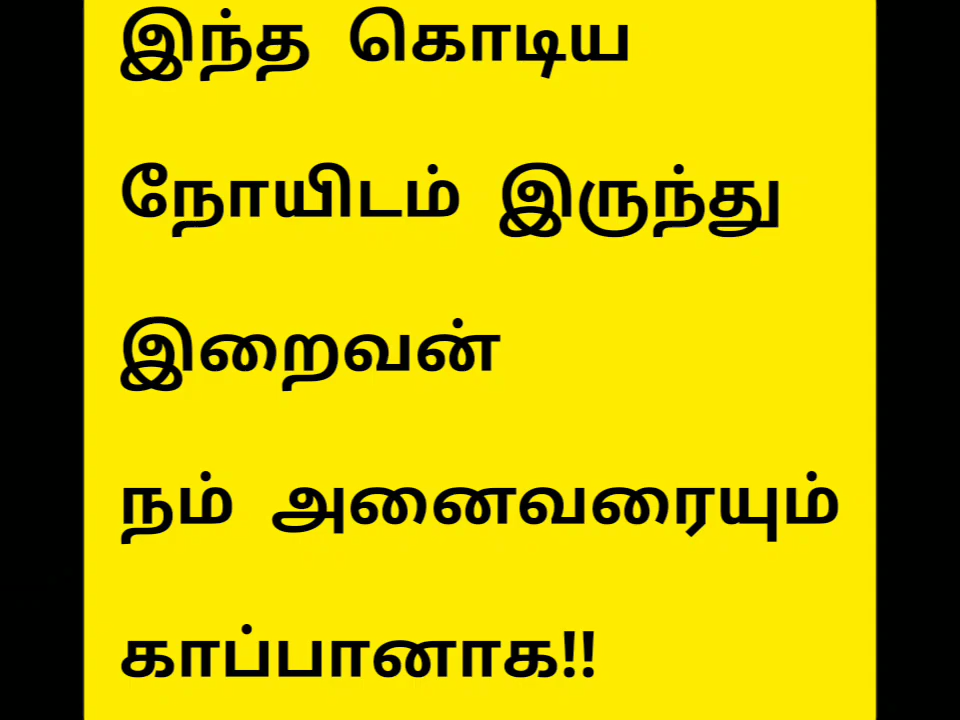 இந்த கொடிய
நோயிடம் இருந்து
இறைவன்
நம் அனைவரையும்
காப்பானாக!!